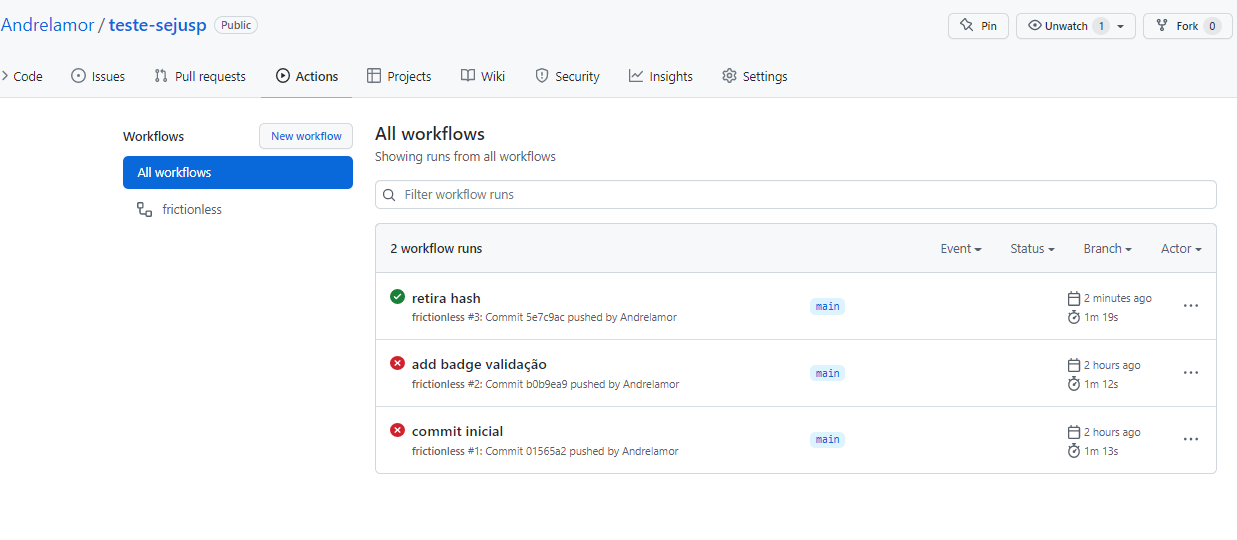 Andrelamor / teste-sejusp Public Pin Unwatch 1 Fork 0
Code Issues Pull requests Actions Projects Wiki Security Insights Settings
Workflows New workflow
All workflows
frictionless
All workflows
Showing runs from all workflows
Filter workflow runs
2 workflow runs Event Status Branch Actor
retira hash main 2 minutes ago
frictionless #3: Commit 5e7c9ac pushed by Andrelamor 1m 19s
add badge validação main 2 hours ago
frictionless #2: Commit b0b9ea9 pushed by Andrelamor 1m 12s
commit inicial main 2 hours ago
frictionless #1: Commit 01565a2 pushed by Andrelamor 1m 13s